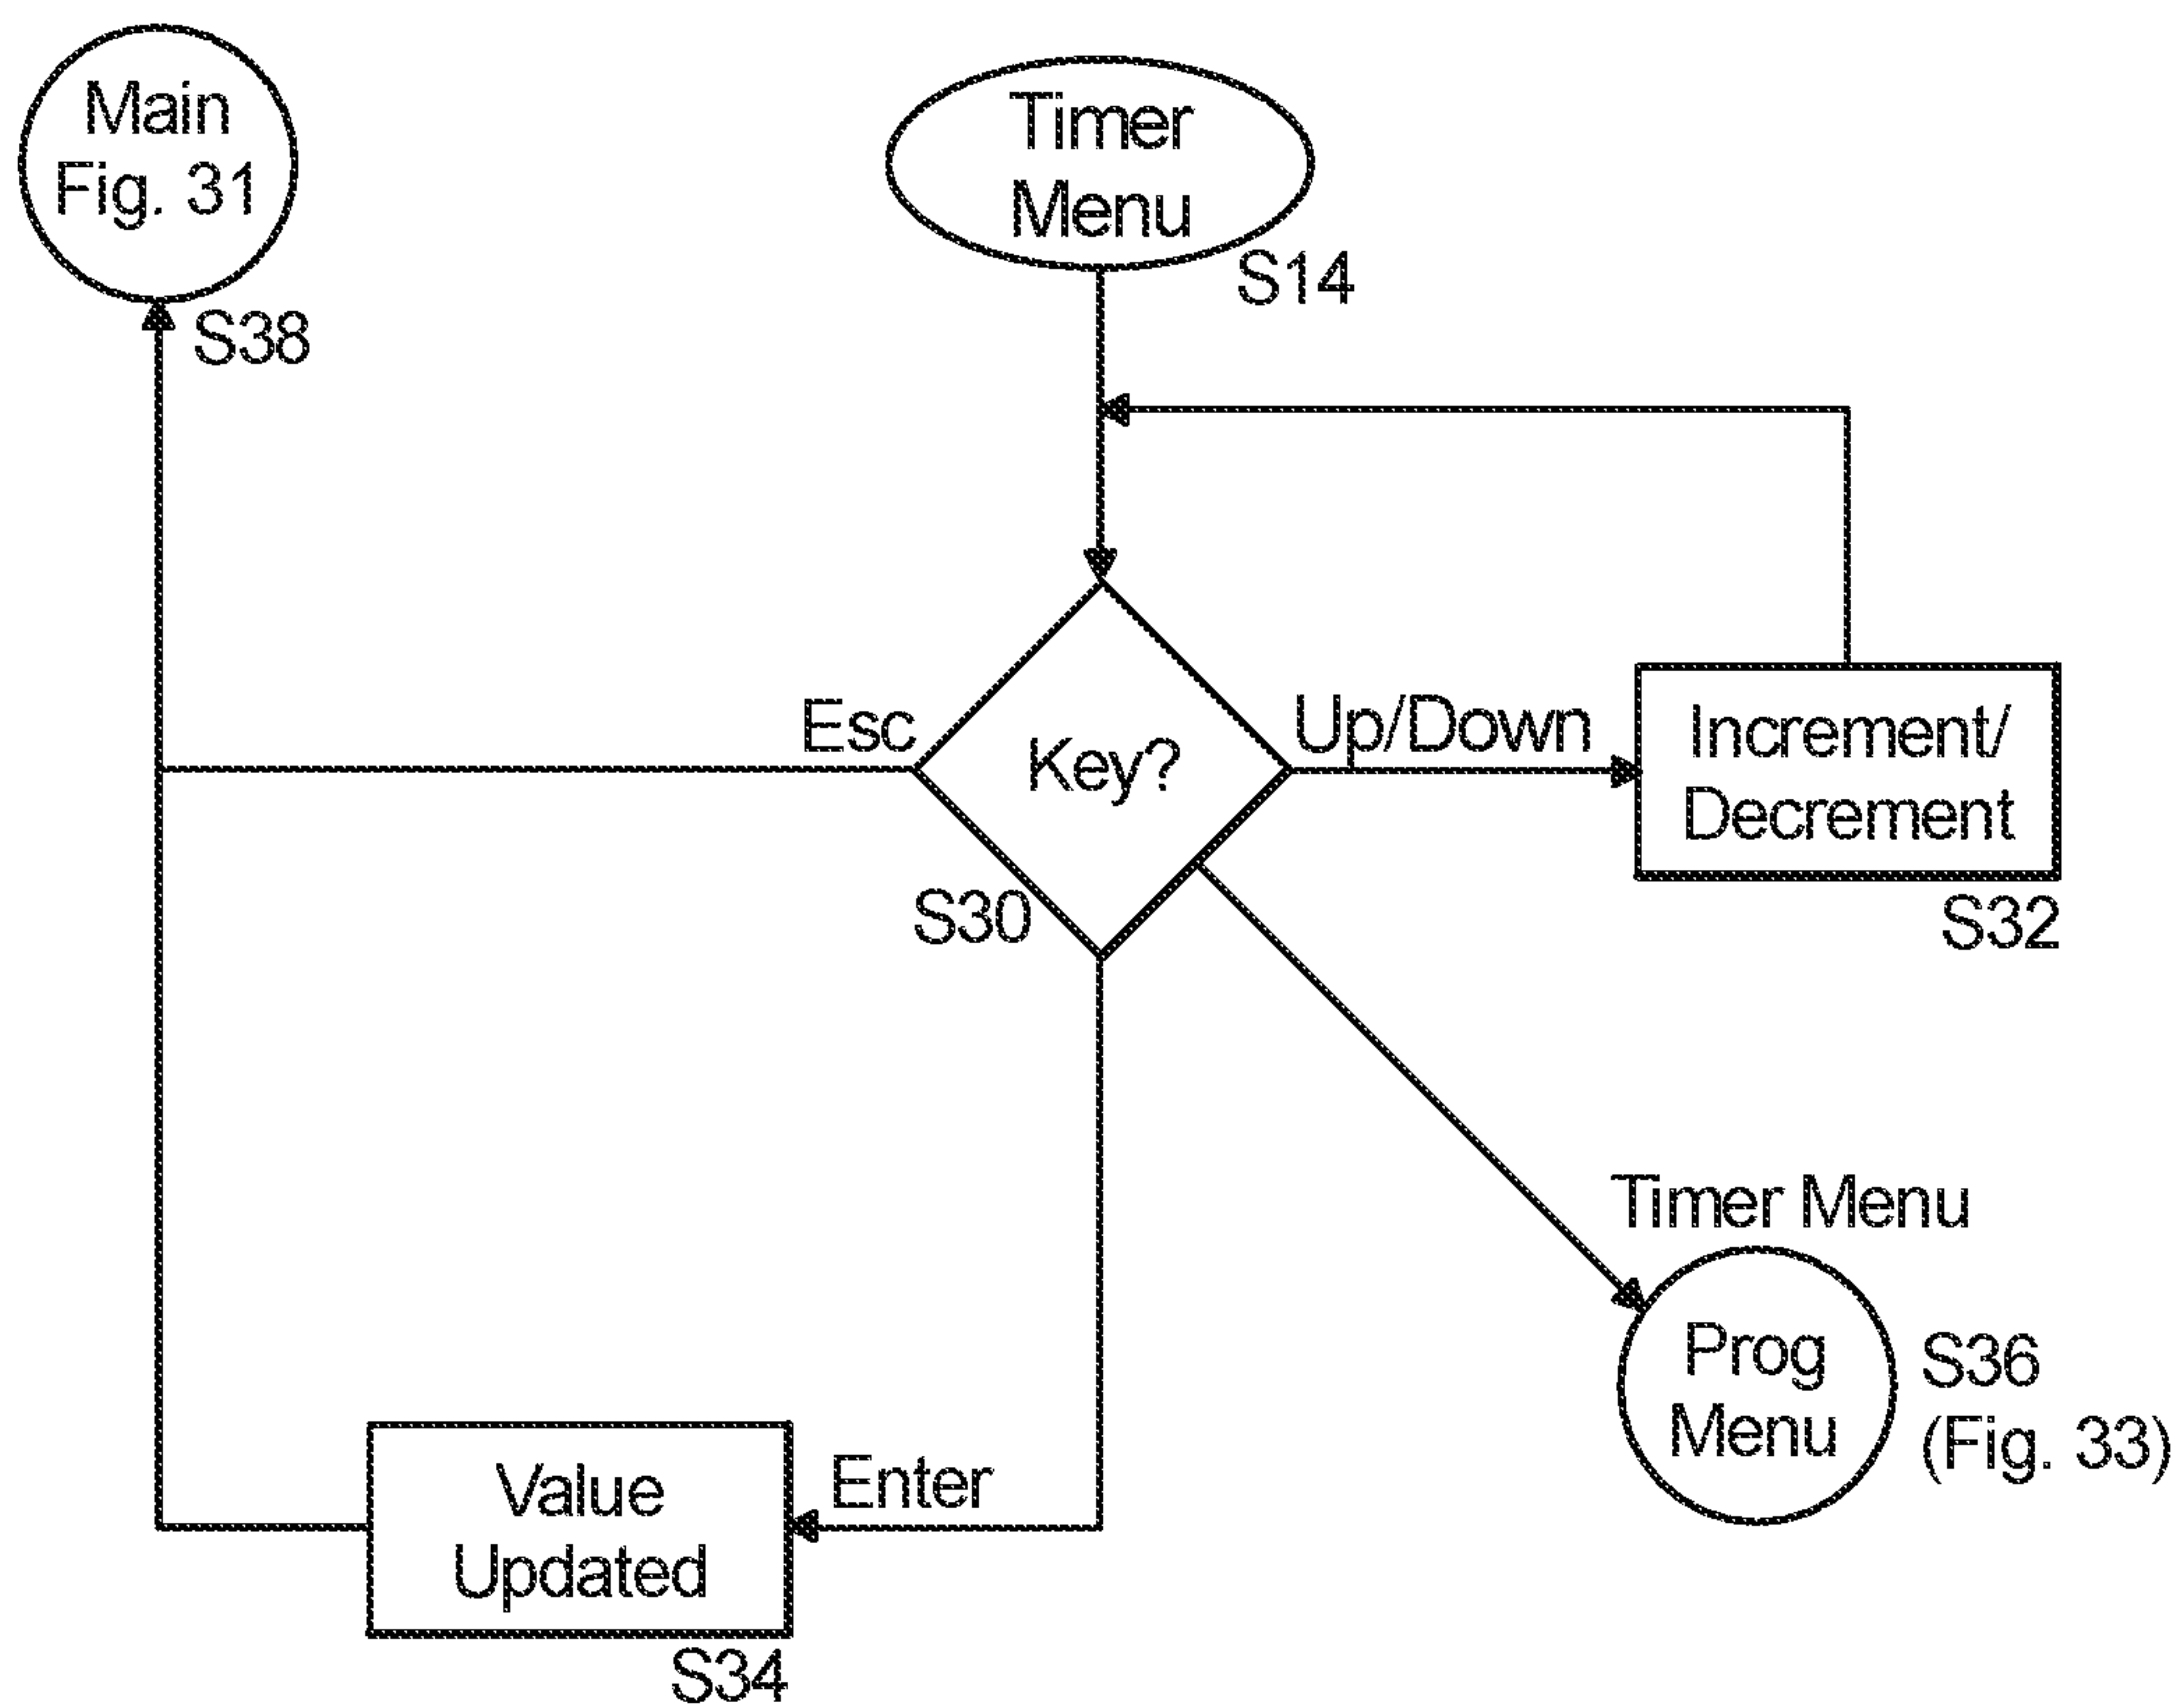 Main
Fig. 31
S38
Timer
Menu
S14
Esc
Key?
S30
Up/Down
Increment/
Decrement
S32
Timer Menu
Prog
Menu
S36
(Fig. 33)
Enter
Value
Updated
S34